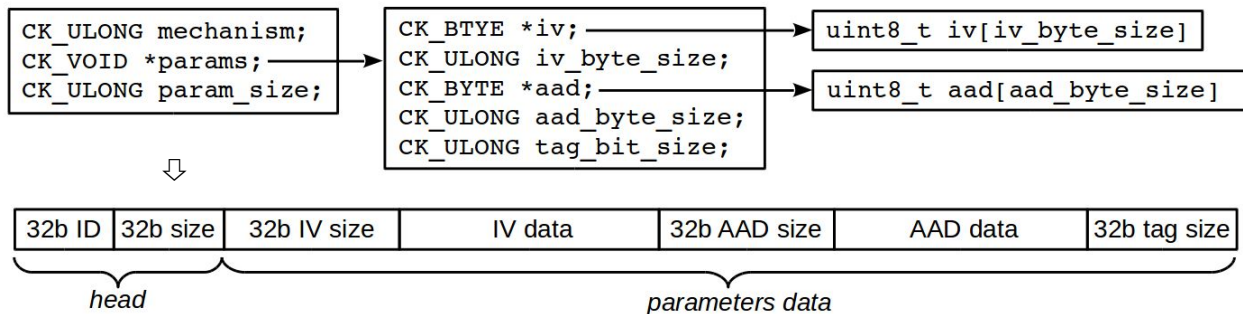 CK_ULONG mechanism;
CK_VOID *params;
CK_ULONG param_size;
CK_BTYE *iv;
CK_ULONG iv_byte_size;
CK_BYTE *aad;
CK_ULONG aad_byte_size;
CK_ULONG tag_bit_size;
uint8_t iv[iv_byte_size]
uint8_t aad[aad_byte_size]
32b ID 32b size 32b IV size IV data 32b AAD size AAD data 32b tag size
head parameters data